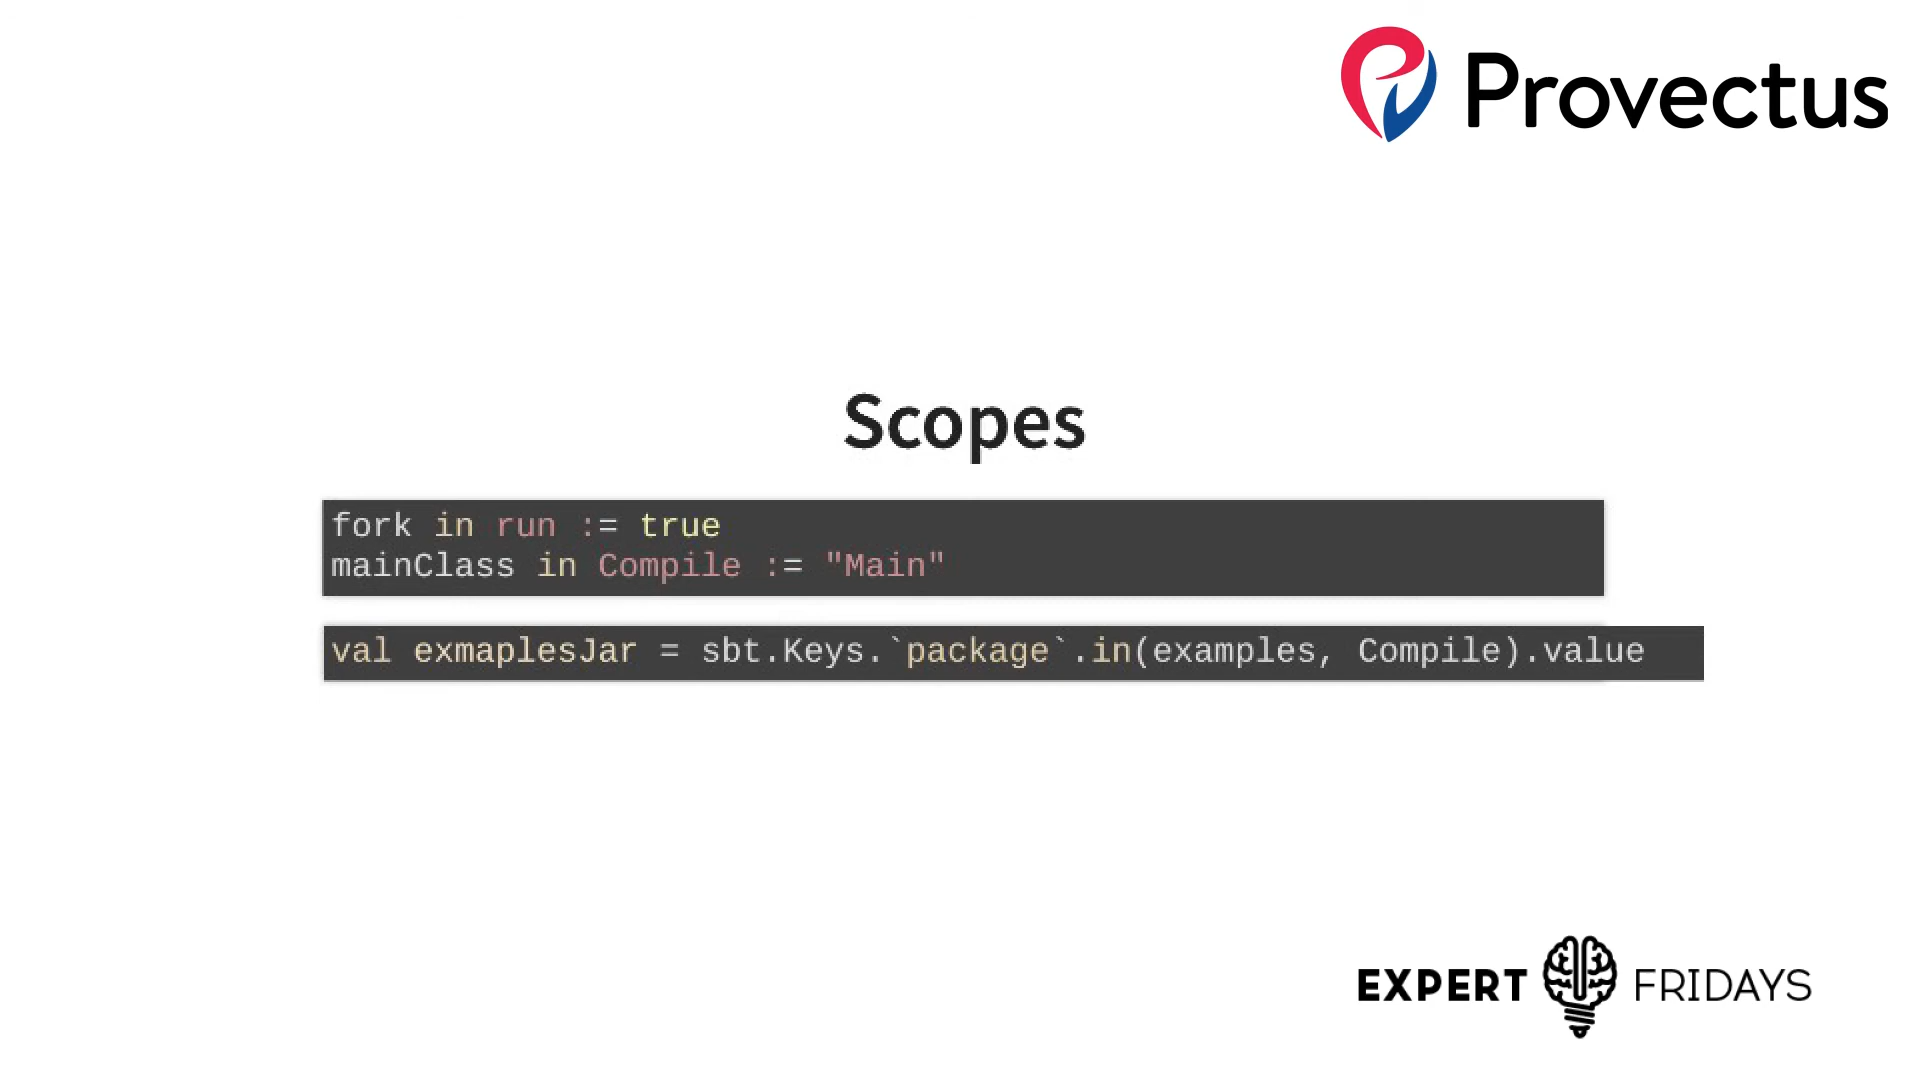 Provectus
Scopes
fork in run := true
mainClass in Compile := "Main"
val exmaplesJar = sbt.Keys.`package`.in(examples, Compile).value
EXPERT FRIDAYS